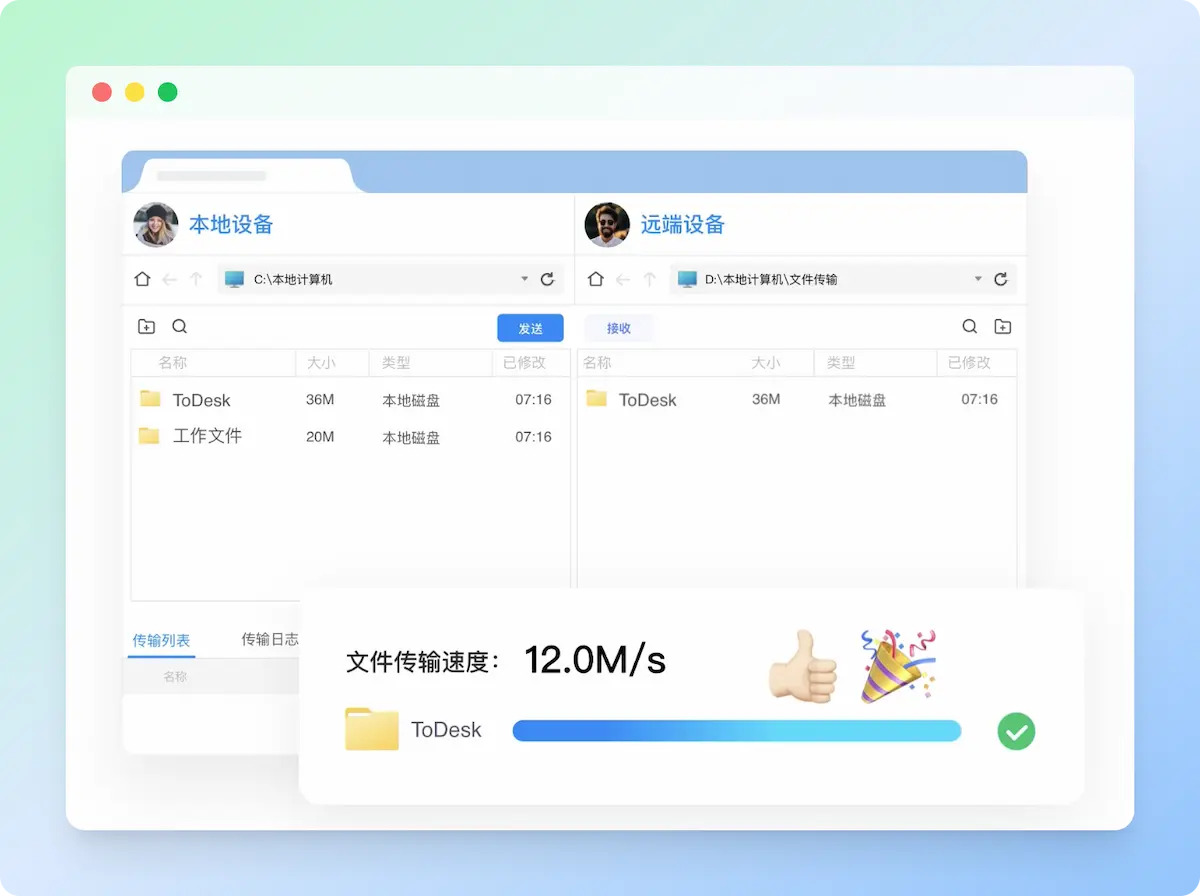 本地设备
远端设备
C:\本地计算机
D:\本地计算机\文件传输
发送
接收
名称 大小 类型 已修改
名称 大小 类型 已修改
ToDesk 36M 本地磁盘 07:16
工作文件 20M 本地磁盘 07:16
ToDesk 36M 本地磁盘 07:16
传输列表 传输日志
名称
文件传输速度： 12.0M/s
ToDesk